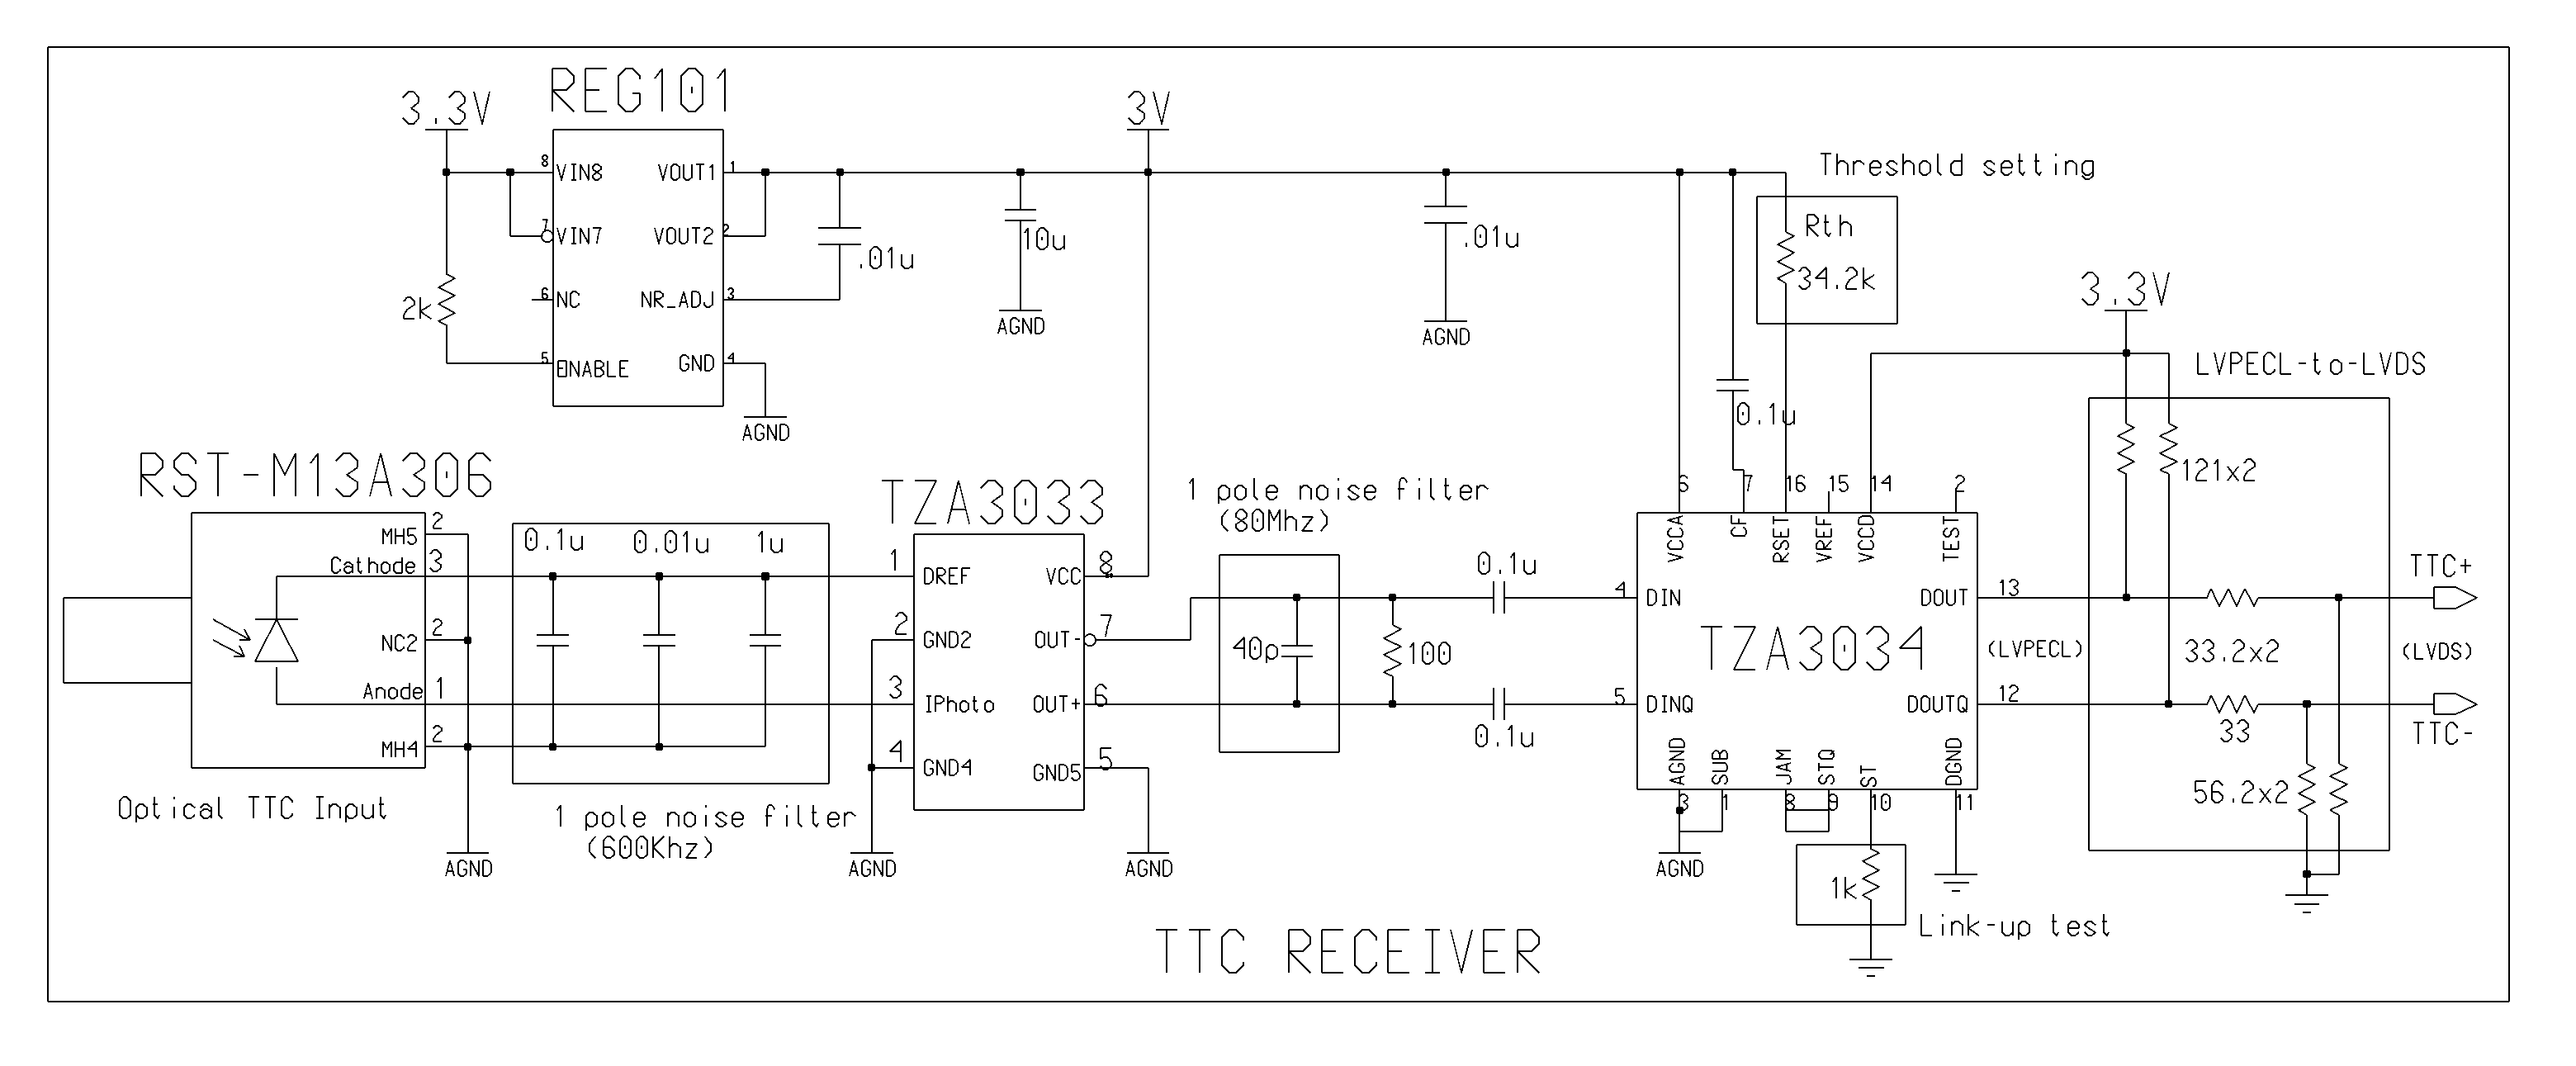 REG101
3.3V
3V
8
VIN8
VOUT1
1
Threshold setting
7
VIN7
VOUT2
2
Rth
10u
.01u
.01u
34.2k
3.3V
6
NC
NR_ADJ
3
2k
AGND
AGND
5
ENABLE
GND
4
LVPECL-to-LVDS
0.1u
AGND
RST-M13A306
121x2
TZA3033
1 pole noise filter
(80Mhz)
6
7
16
15
14
2
MH5
2
0.1u
0.01u
1u
VCCA
CF
RSET
VREF
VCCD
TEST
Cathode
3
1
DREF
VCC
8
0.1u
TTC+
4
DIN
DOUT
13
NC2
2
2
GND2
OUT-
7
40p
100
TZA3034
(LVPECL)
33.2x2
(LVDS)
Anode
1
3
IPhoto
OUT+
6
5
DINQ
DOUTQ
12
0.1u
33
TTC-
MH4
2
4
GND4
GND5
5
AGND
SUB
JAM
STQ
ST
DGND
3
1
8
9
10
11
56.2x2
Optical TTC Input
1 pole noise filter
(600Khz)
AGND
AGND
AGND
AGND
1k
Link-up test
TTC RECEIVER